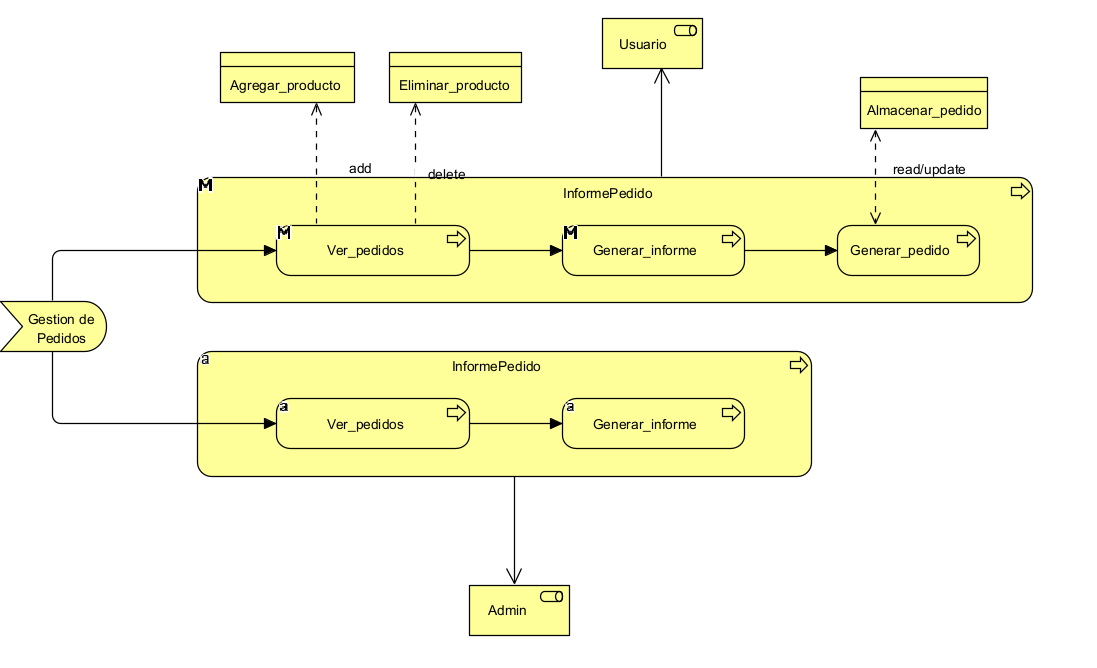 Usuario
Agregar_producto
Eliminar_producto
Almacenar_pedido
add
delete
read/update
M
InformePedido
M
Ver_pedidos
M
Generar_informe
Generar_pedido
Gestion de
Pedidos
a
InformePedido
a
Ver_pedidos
a
Generar_informe
Admin